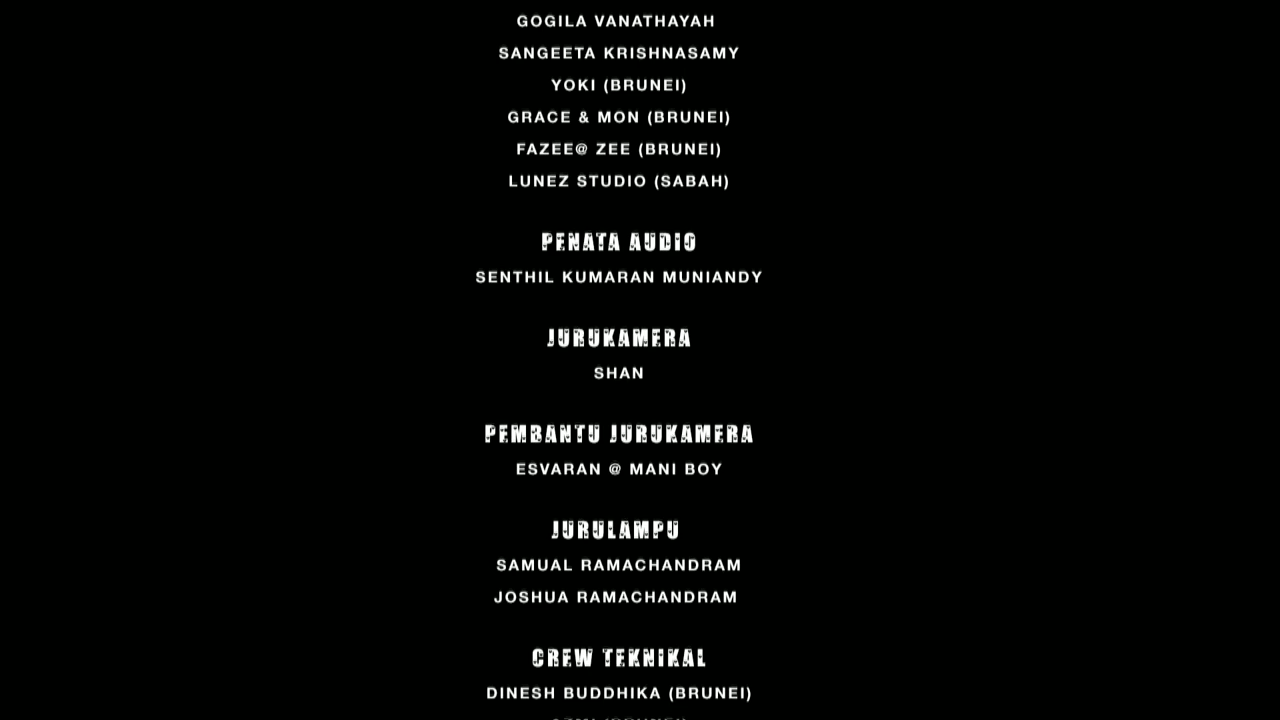 GOGILA VANATHAYAH
SANGEETA KRISHNASAMY
YOKI (BRUNEI)
GRACE & MON (BRUNEI)
FAZEE@ ZEE (BRUNEI)
LUNEZ STUDIO (SABAH)
PENATA AUDIO
SENTHIL KUMARAN MUNIANDY
JURUKAMERA
SHAN
PEMBANTU JURUKAMERA
ESVARAN @ MANI BOY
JURULAMPU
SAMUAL RAMACHANDRAM
JOSHUA RAMACHANDRAM
CREW TEKNIKAL
DINESH BUDDHIKA (BRUNEI)